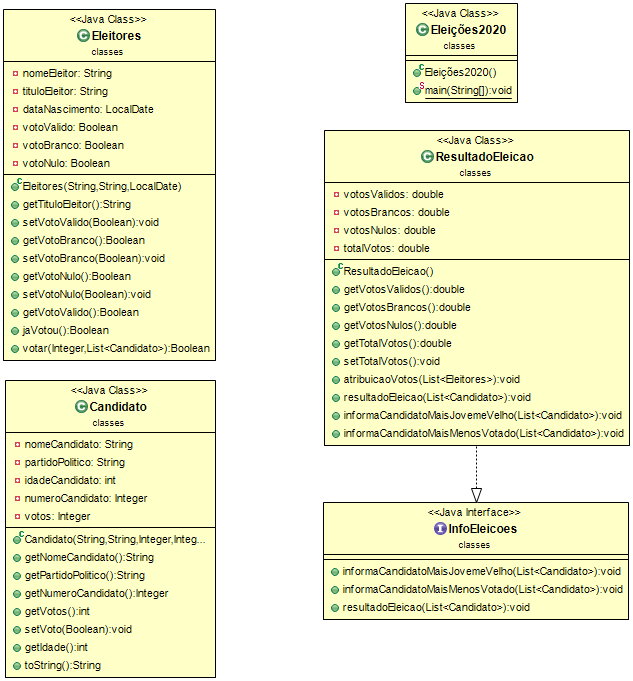 <<Java Class>>
Eleitores
classes
nomeEleitor: String
tituloEleitor: String
dataNascimento: LocalDate
votoValido: Boolean
votoBranco: Boolean
votoNulo: Boolean
Eleitores(String,String,LocalDate)
getTituloEleitor():String
setVotoValido(Boolean):void
getVotoBranco():Boolean
setVotoBranco(Boolean):void
getVotoNulo():Boolean
setVotoNulo(Boolean):void
getVotoValido():Boolean
jaVotou():Boolean
votar(Integer,List<Candidato>):Boolean
<<Java Class>>
Candidato
classes
nomeCandidato: String
partidoPolitico: String
idadeCandidato: int
numeroCandidato: Integer
votos: Integer
Candidato(String,String,Integer,Integ...
getNomeCandidato():String
getPartidoPolitico():String
getNumeroCandidato():Integer
getVotos():int
setVoto(Boolean):void
getIdade():int
toString():String
<<Java Class>>
Eleições2020
classes
Eleições2020()
main(String[]):void
<<Java Class>>
ResultadoEleicao
classes
votosValidos: double
votosBrancos: double
votosNulos: double
totalVotos: double
ResultadoEleicao()
getVotosValidos():double
getVotosBrancos():double
getVotosNulos():double
getTotalVotos():double
setTotalVotos():void
atribuicaoVotos(List<Eleitores>):void
resultadoEleicao(List<Candidato>):void
informaCandidatoMaisJovemeVelho(List<Candidato>):void
informaCandidatoMaisMenosVotado(List<Candidato>):void
<<Java Interface>>
InfoEleicoes
classes
informaCandidatoMaisJovemeVelho(List<Candidato>):void
informaCandidatoMaisMenosVotado(List<Candidato>):void
resultadoEleicao(List<Candidato>):void